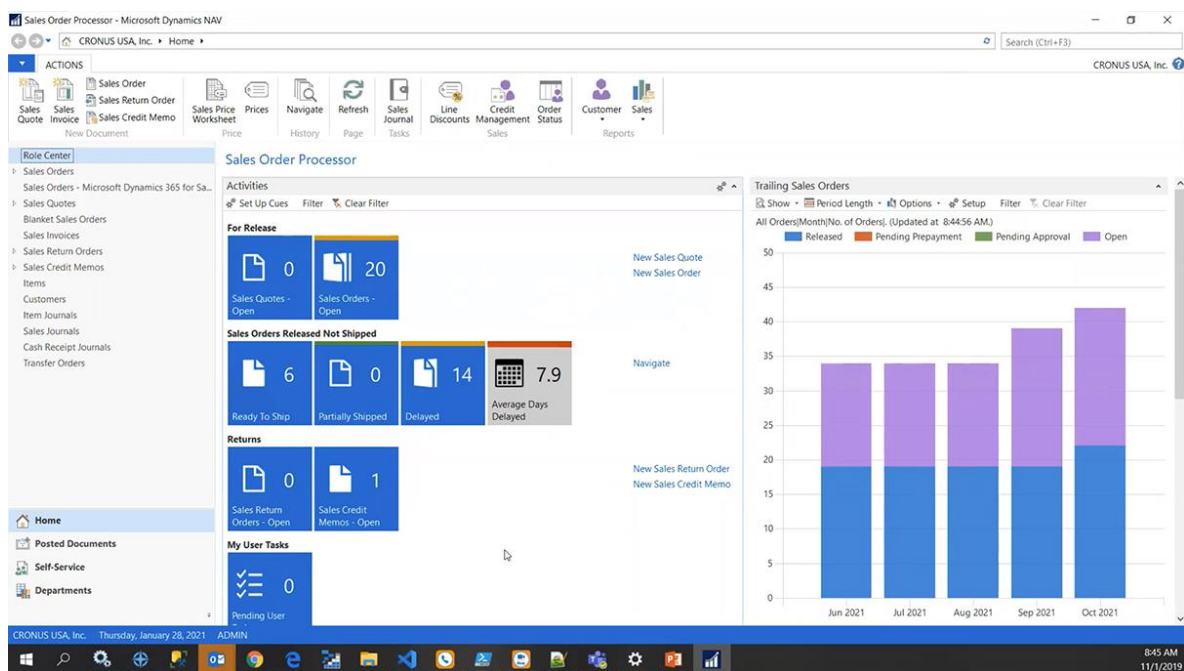 Sales Order Processor - Microsoft Dynamics NAV
CRONUS USA, Inc. ▸ Home ▸
Search (Ctrl+F3)
ACTIONS
CRONUS USA, Inc.
Sales Quote
Sales Invoice
Sales Order
Sales Return Order
Sales Credit Memo
New Document
Sales Price Worksheet
Prices
Price
Navigate
History
Refresh
Page
Sales Journal
Tasks
Line Discounts
Credit Management
Order Status
Sales
Customer
Sales
Reports
Role Center
Sales Orders
Sales Orders - Microsoft Dynamics 365 for Sa...
Sales Quotes
Blanket Sales Orders
Sales Invoices
Sales Return Orders
Sales Credit Memos
Items
Customers
Item Journals
Sales Journals
Cash Receipt Journals
Transfer Orders
Home
Posted Documents
Self-Service
Departments
Sales Order Processor
Activities
Set Up Cues Filter Clear Filter
For Release
0
Sales Quotes - Open
20
Sales Orders - Open
New Sales Quote
New Sales Order
Sales Orders Released Not Shipped
6
Ready To Ship
0
Partially Shipped
14
Delayed
7.9
Average Days Delayed
Navigate
Returns
0
Sales Return Orders - Open
1
Sales Credit Memos - Open
New Sales Return Order
New Sales Credit Memo
My User Tasks
0
Pending User
Trailing Sales Orders
Show Period Length Options Setup Filter Clear Filter
All Orders|Month|No. of Orders|. (Updated at 8:44:56 AM.)
Released Pending Prepayment Pending Approval Open
50
45
40
35
30
25
20
15
10
5
0
Jun 2021 Jul 2021 Aug 2021 Sep 2021 Oct 2021
CRONUS USA, Inc. Thursday, January 28, 2021 ADMIN
8:45 AM
11/1/2019